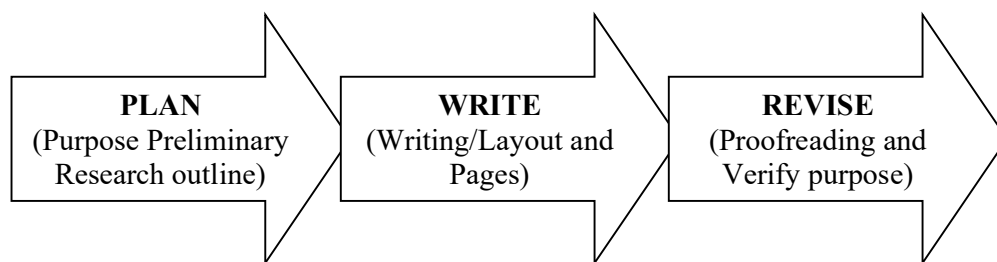 PLAN
(Purpose Preliminary
Research outline)
WRITE
(Writing/Layout and
Pages)
REVISE
(Proofreading and
Verify purpose)